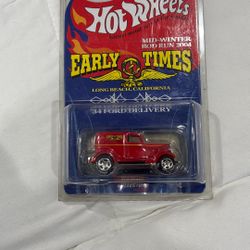 Hot Wheels
MID-WINTER
ROD RUN 2004
EARLY TIMES
LONG BEACH, CALIFORNIA
34 FORD DELIVERY